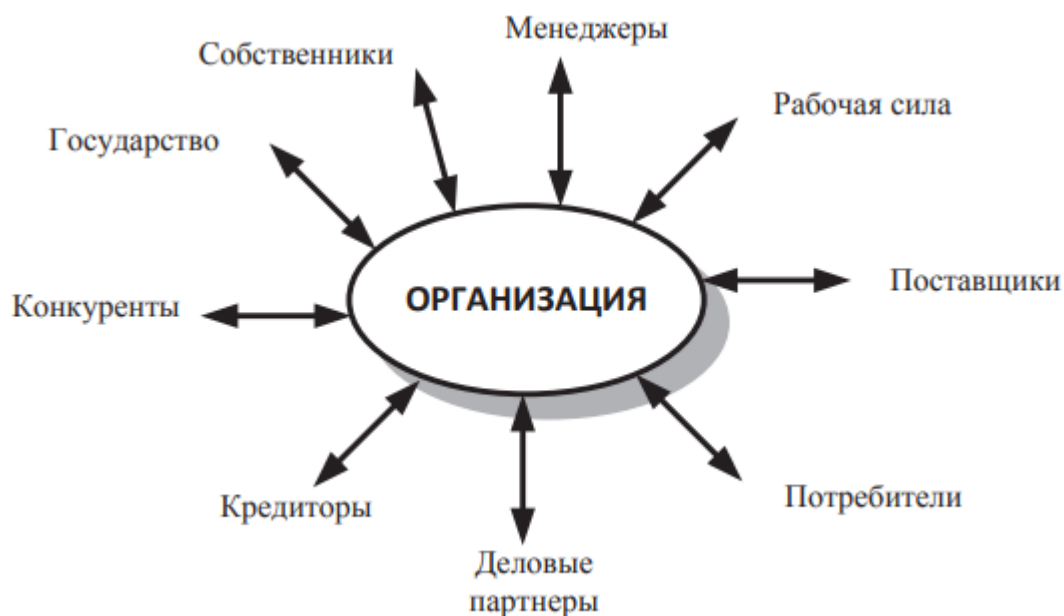 Менеджеры
Собственники
Рабочая сила
Государство
Поставщики
ОРГАНИЗАЦИЯ
Конкуренты
Потребители
Кредиторы
Деловые
партнеры